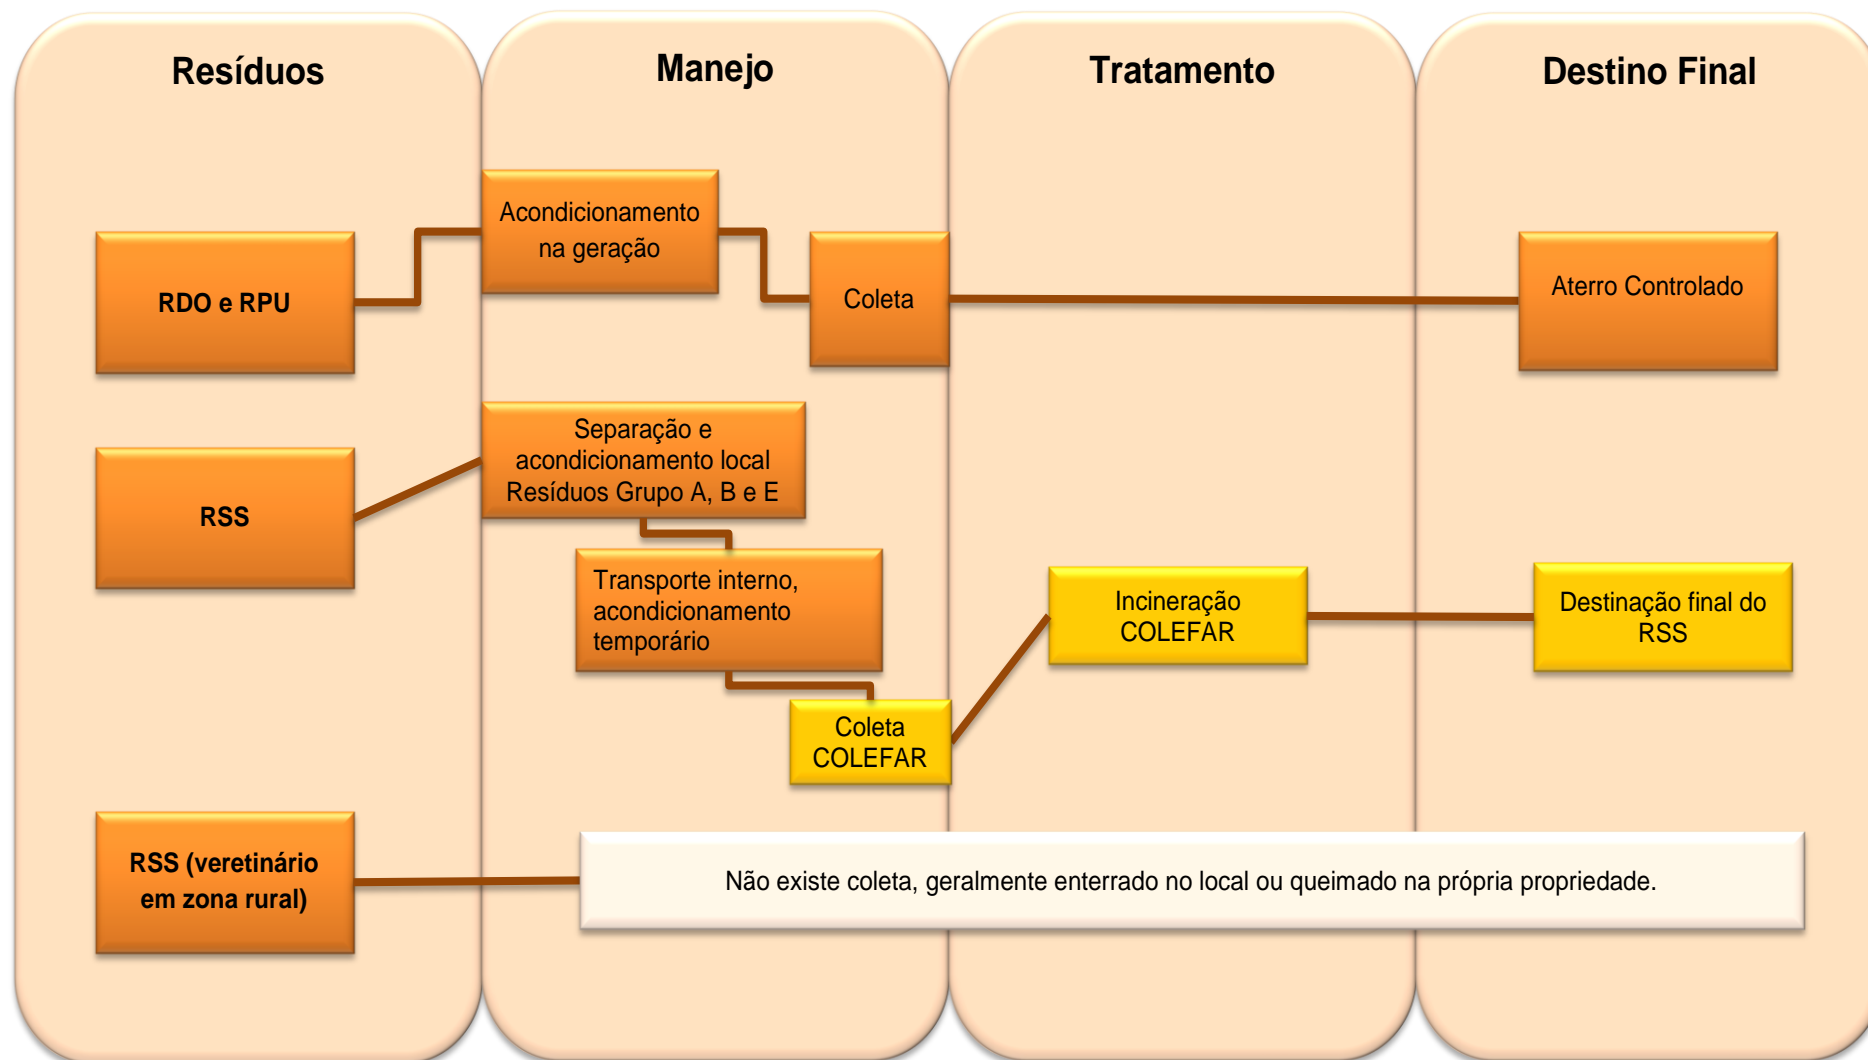 Resíduos
Manejo
Tratamento
Destino Final
RDO e RPU
Acondicionamento
na geração
Coleta
Aterro Controlado
RSS
Separação e
acondicionamento local
Resíduos Grupo A, B e E
Transporte interno,
acondicionamento
temporário
Coleta
COLEFAR
Incineração
COLEFAR
Destinação final do
RSS
RSS (veretinário
em zona rural)
Não existe coleta, geralmente enterrado no local ou queimado na própria propriedade.